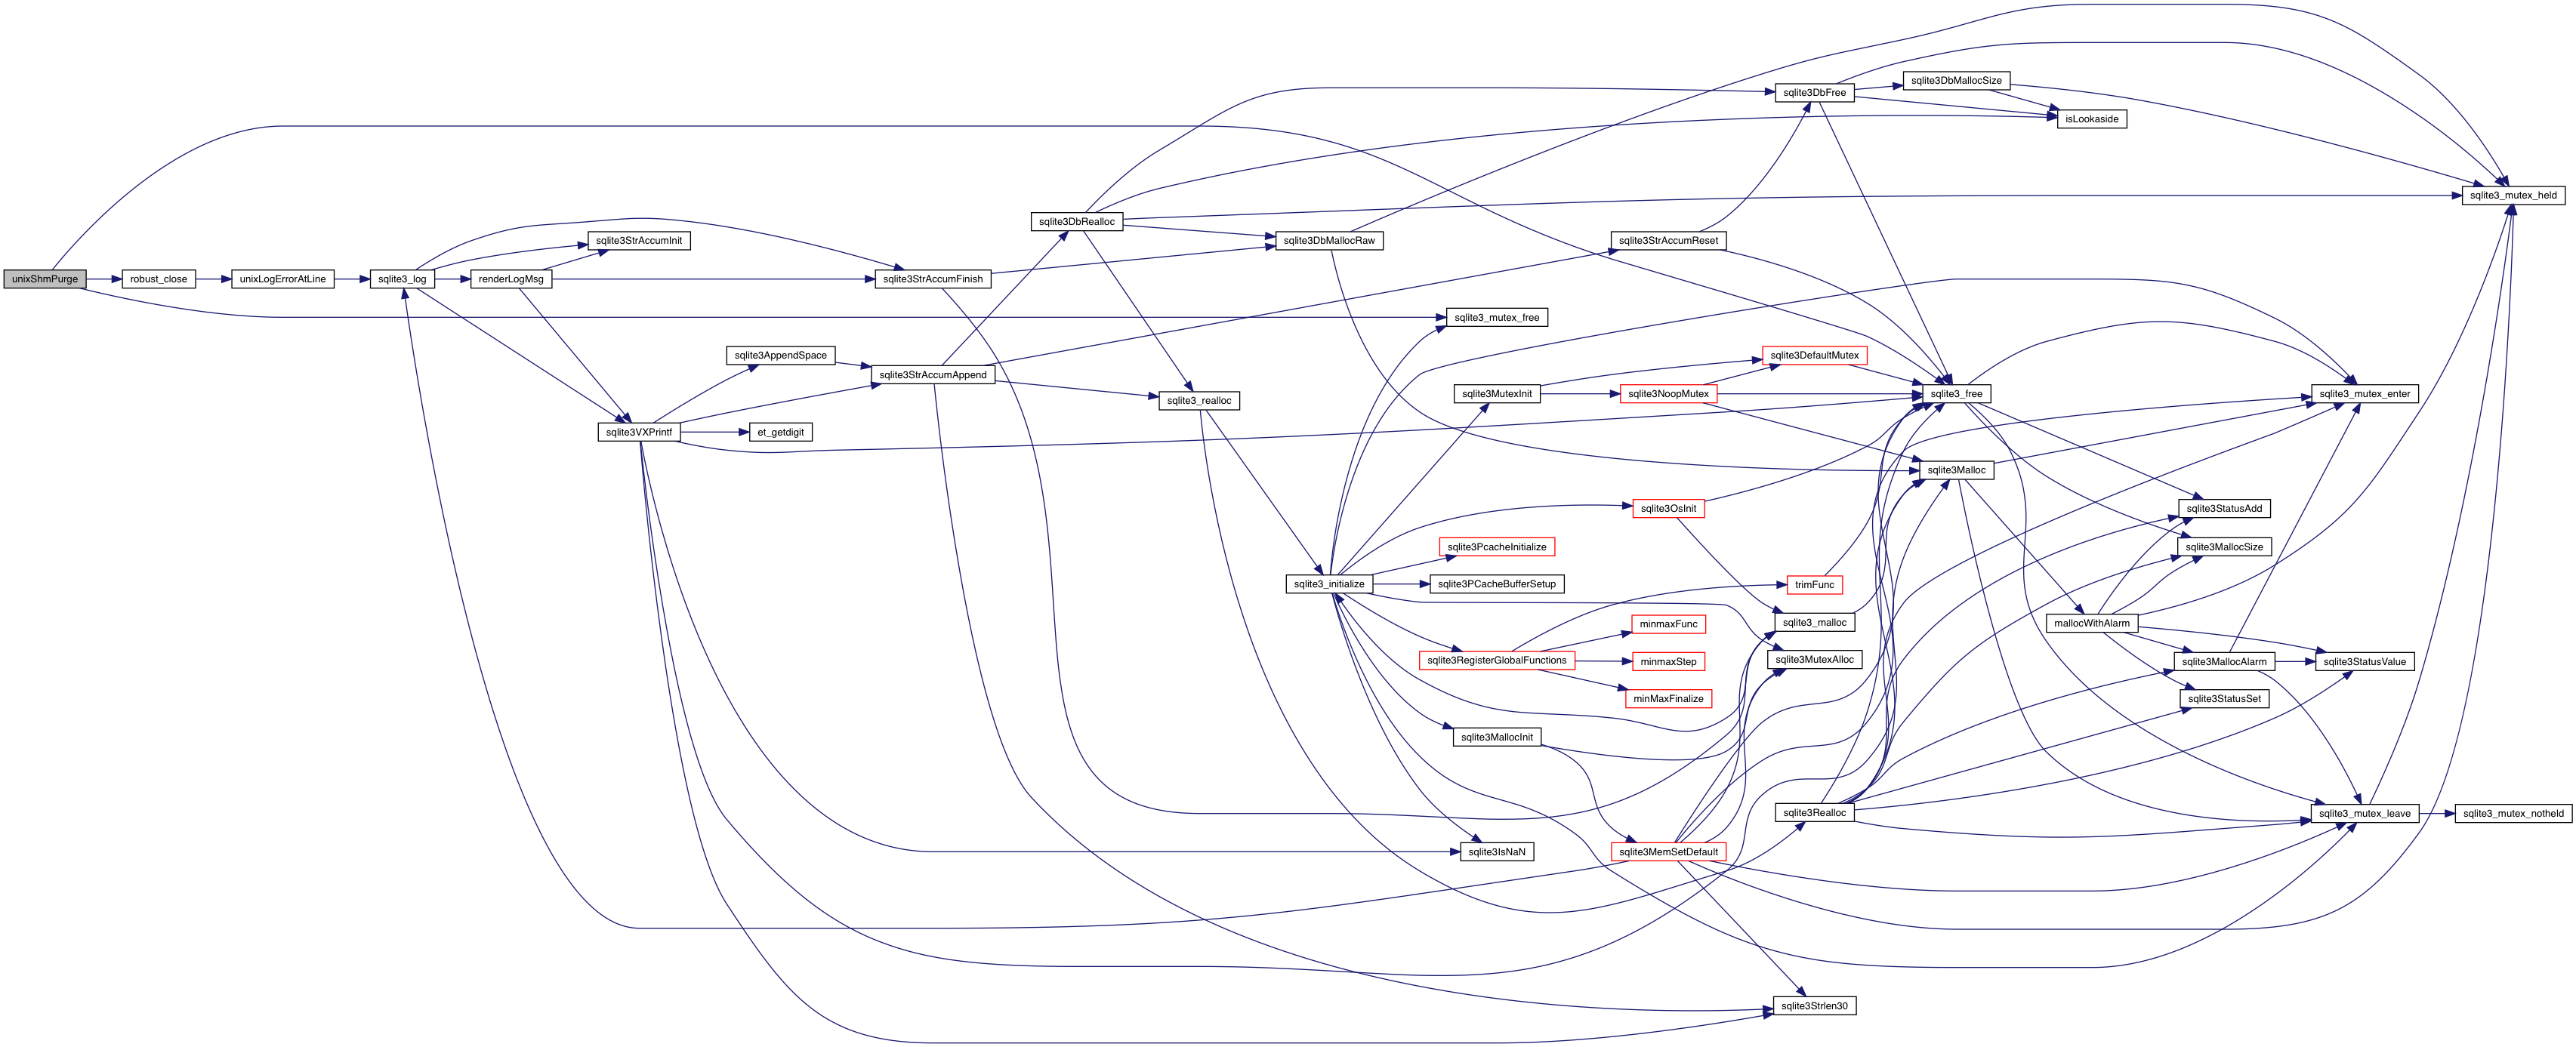 unixShmPurge
robust_close
unixLogErrorAtLine
sqlite3_log
sqlite3StrAccumInit
renderLogMsg
sqlite3VXPrintf
sqlite3AppendSpace
et_getdigit
sqlite3StrAccumFinish
sqlite3StrAccumAppend
sqlite3DbRealloc
sqlite3_realloc
sqlite3DbMallocRaw
sqlite3_initialize
sqlite3_mutex_free
sqlite3MutexInit
sqlite3PcacheInitialize
sqlite3PCacheBufferSetup
sqlite3RegisterGlobalFunctions
sqlite3MallocInit
sqlite3IsNaN
sqlite3StrAccumReset
sqlite3NoopMutex
sqlite3OsInit
minmaxFunc
minmaxStep
minMaxFinalize
sqlite3MemSetDefault
sqlite3DbFree
sqlite3DefaultMutex
trimFunc
sqlite3_malloc
sqlite3MutexAlloc
sqlite3Realloc
sqlite3Strlen30
sqlite3DbMallocSize
sqlite3_free
sqlite3Malloc
isLookaside
mallocWithAlarm
sqlite3StatusAdd
sqlite3MallocSize
sqlite3MallocAlarm
sqlite3StatusSet
sqlite3_mutex_enter
sqlite3StatusValue
sqlite3_mutex_leave
sqlite3_mutex_held
sqlite3_mutex_notheld